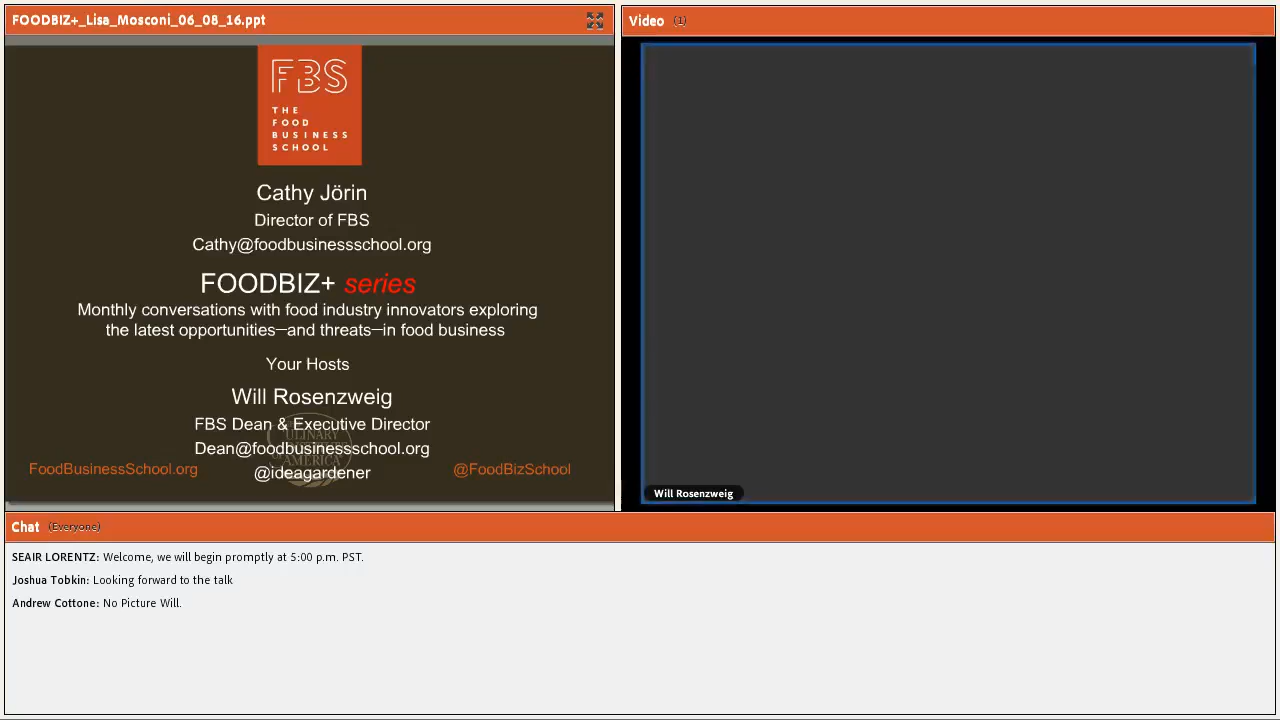 FOODBIZ+_Lisa_Mosconi_06_08_16.ppt
FBS
THE
FOOD
BUSINESS
SCHOOL
Cathy Jörin
Director of FBS
Cathy@foodbusinessschool.org
FOODBIZ+ series
Monthly conversations with food industry innovators exploring
the latest opportunities—and threats—in food business
Your Hosts
Will Rosenzweig
FBS Dean & Executive Director
Dean@foodbusinessschool.org
@ideagardener
FoodBusinessSchool.org
@FoodBizSchool
ULINARY
OF AMERICA
Video (1)
Will Rosenzweig
Chat (Everyone)
SEAIR LORENTZ: Welcome, we will begin promptly at 5:00 p.m. PST.
Joshua Tobkin: Looking forward to the talk
Andrew Cottone: No Picture Will.